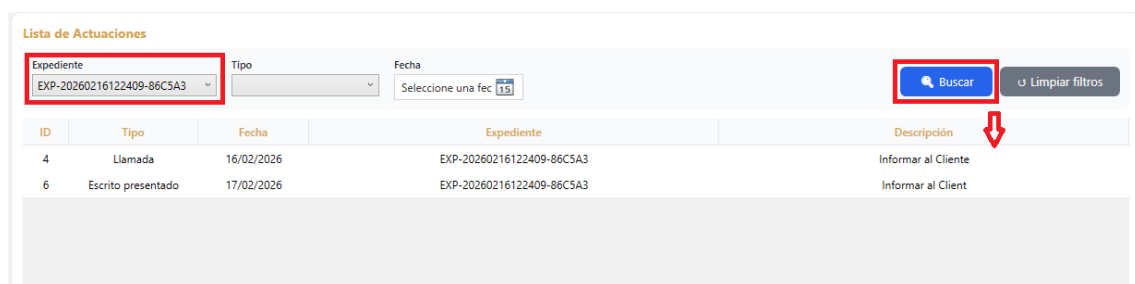 Lista de Actuaciones
Expediente Tipo Fecha
EXP-20260216122409-86C5A3 Seleccione una fec 15 Buscar Limpiar filtros
ID Tipo Fecha Expediente Descripción
4 Llamada 16/02/2026 EXP-20260216122409-86C5A3 Informar al Cliente
6 Escrito presentado 17/02/2026 EXP-20260216122409-86C5A3 Informar al Client